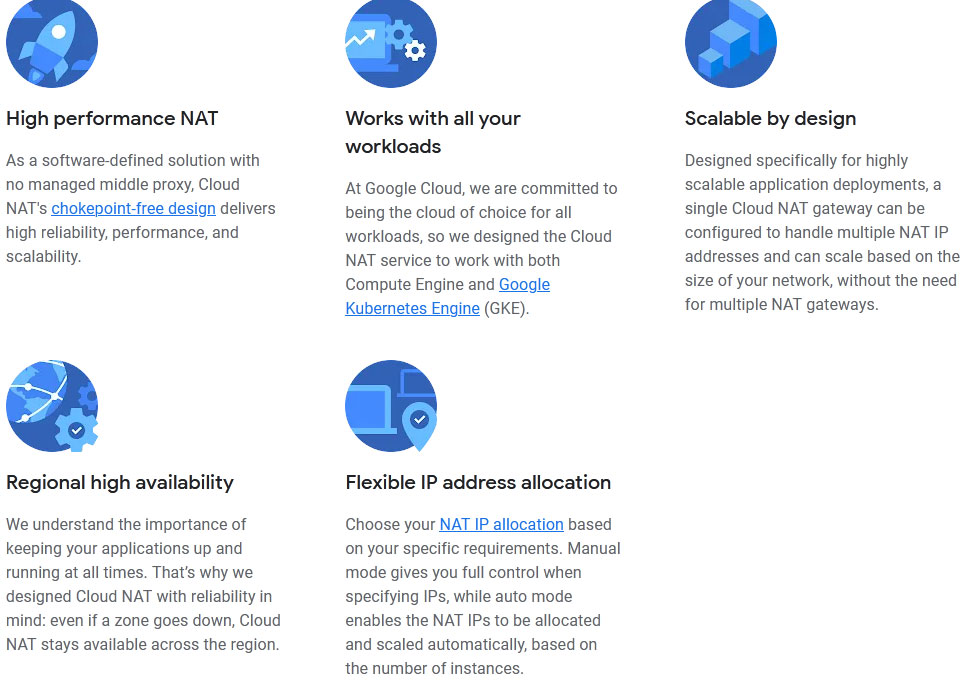 High performance NAT
As a software-defined solution with
no managed middle proxy, Cloud
NAT's chokepoint-free design delivers
high reliability, performance, and
scalability.
Works with all your
workloads
At Google Cloud, we are committed to
being the cloud of choice for all
workloads, so we designed the Cloud
NAT service to work with both
Compute Engine and Google
Kubernetes Engine (GKE).
Scalable by design
Designed specifically for highly
scalable application deployments, a
single Cloud NAT gateway can be
configured to handle multiple NAT IP
addresses and can scale based on the
size of your network, without the need
for multiple NAT gateways.
Regional high availability
We understand the importance of
keeping your applications up and
running at all times. That’s why we
designed Cloud NAT with reliability in
mind: even if a zone goes down, Cloud
NAT stays available across the region.
Flexible IP address allocation
Choose your NAT IP allocation based
on your specific requirements. Manual
mode gives you full control when
specifying IPs, while auto mode
enables the NAT IPs to be allocated
and scaled automatically, based on
the number of instances.